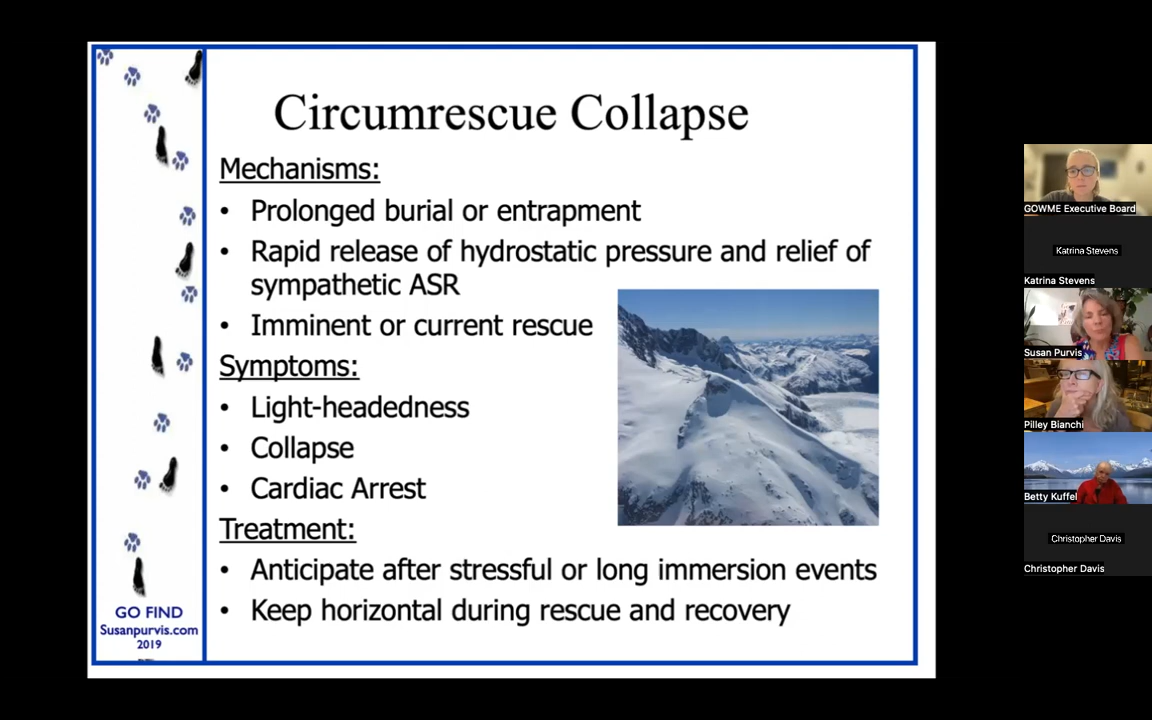 Circumrescue Collapse
Mechanisms:
• Prolonged burial or entrapment
• Rapid release of hydrostatic pressure and relief of
sympathetic ASR
• Imminent or current rescue
Symptoms:
• Light-headedness
• Collapse
• Cardiac Arrest
Treatment:
• Anticipate after stressful or long immersion events
• Keep horizontal during rescue and recovery
GO FIND
Susanpurvis.com
2019
GOWME Executive Board
Katrina Stevens
Katrina Stevens
Susan Purvis
Pilley Bianchi
Betty Kuffel
Christopher Davis
Christopher Davis